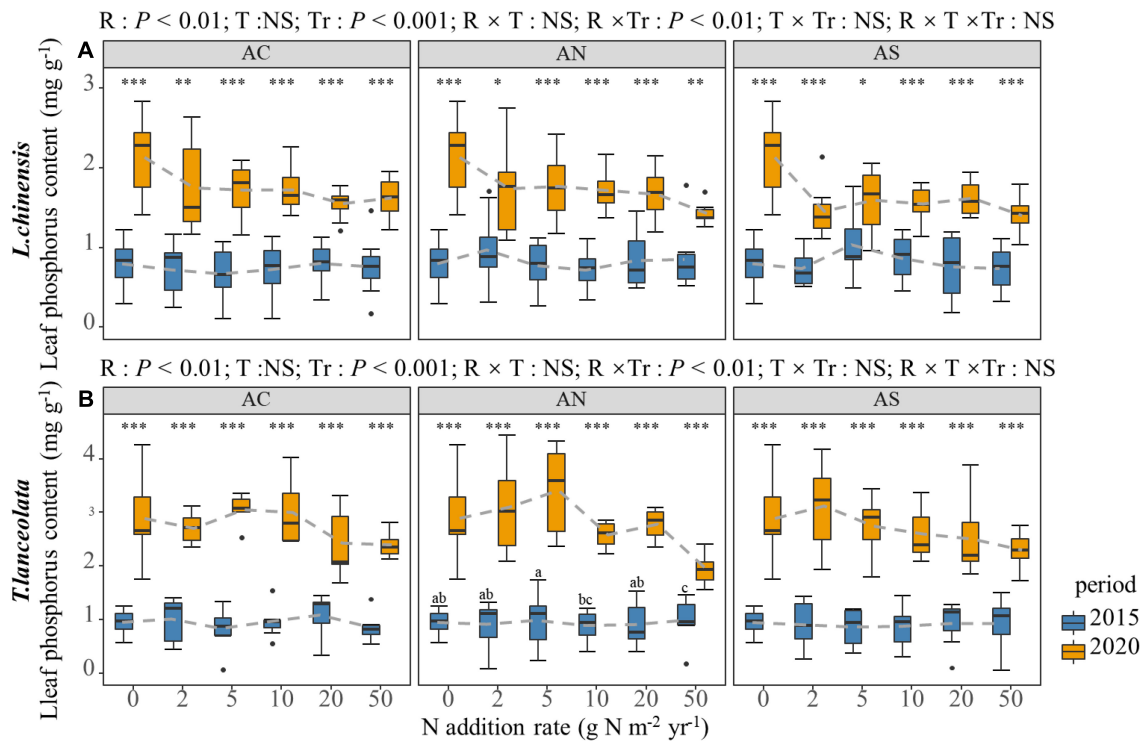 R : P < 0.01; T :NS; Tr : P < 0.001; R × T : NS; R ×Tr : P < 0.01; T × Tr : NS; R × T ×Tr : NS
A
AC AN AS
L.chinensis
Leaf phosphorus content (mg g-1)
*** ** *** *** *** *** *** * *** *** *** ** *** *** * *** *** ***
3
2
1
0
R : P < 0.01; T :NS; Tr : P < 0.001; R × T : NS; R ×Tr : P < 0.01; T × Tr : NS; R × T ×Tr : NS
B
AC AN AS
T.lanceolata
Lleaf phosphorus content (mg g-1)
*** *** *** *** *** *** *** *** *** *** *** *** *** *** *** *** *** ***
4
3
2
1
0
ab ab a bc ab c
0 2 5 10 20 50 0 2 5 10 20 50 0 2 5 10 20 50
N addition rate (g N m-2 yr-1)
period
2015
2020